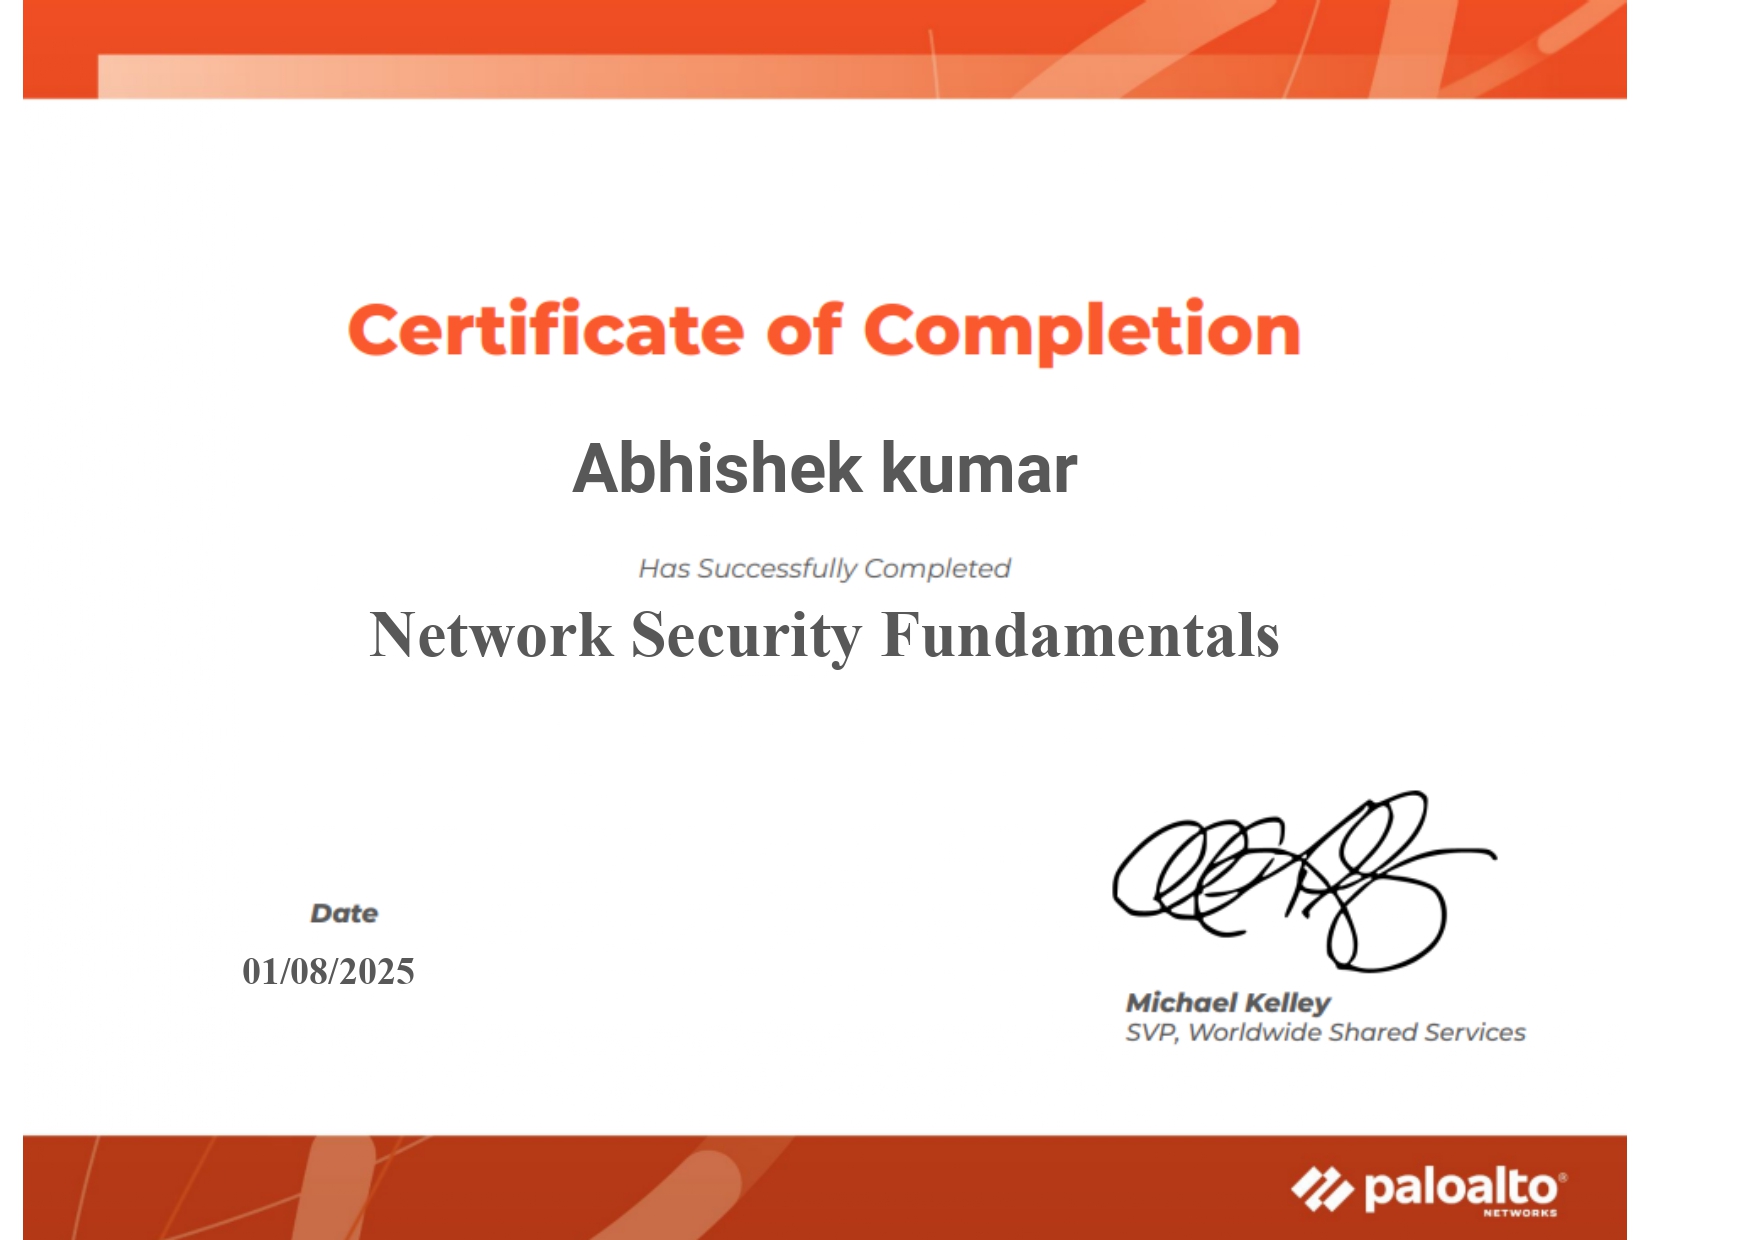 Certificate of Completion
Abhishek kumar
Has Successfully Completed
Network Security Fundamentals
Date
01/08/2025
Michael Kelley
SVP, Worldwide Shared Services
paloalto®
NETWORKS